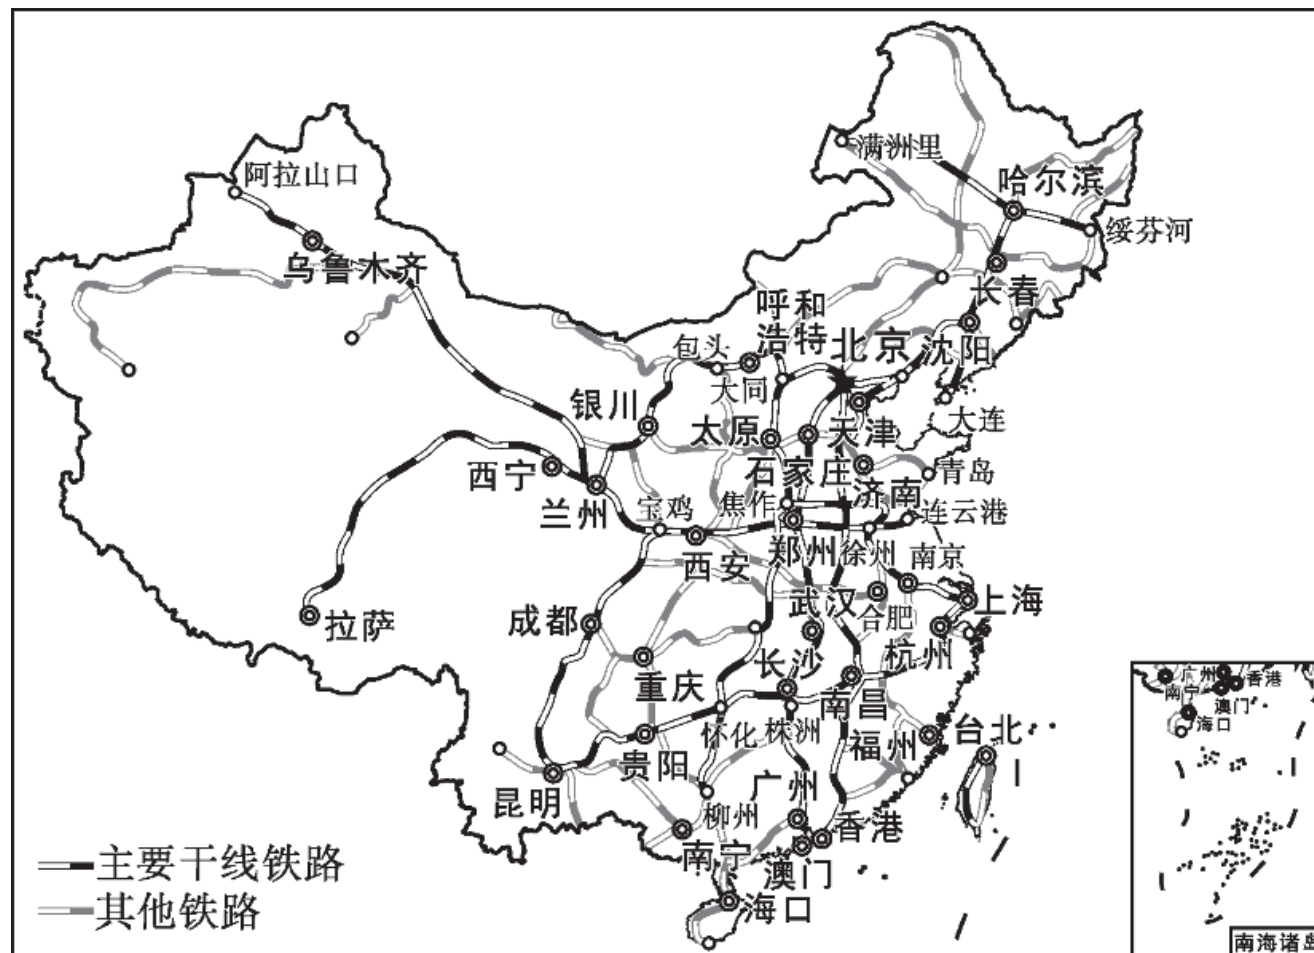 满洲里
阿拉山口
哈尔滨
绥芬河
乌鲁木齐
长春
呼和
浩特
包头
北京
沈阳
大同
银川
太原
天津
大连
西宁
石家庄
青岛
兰州
宝鸡
焦作
济南
连云港
西安
郑州
徐州
南京
拉萨
成都
武汉
合肥
上海
重庆
长沙
杭州
南昌
怀化
株洲
福州
台北
贵阳
昆明
广州
柳州
香港
南宁
澳门
海口
主要干线铁路
其他铁路
广州
香港
南宁
澳门
海口
南海诸岛